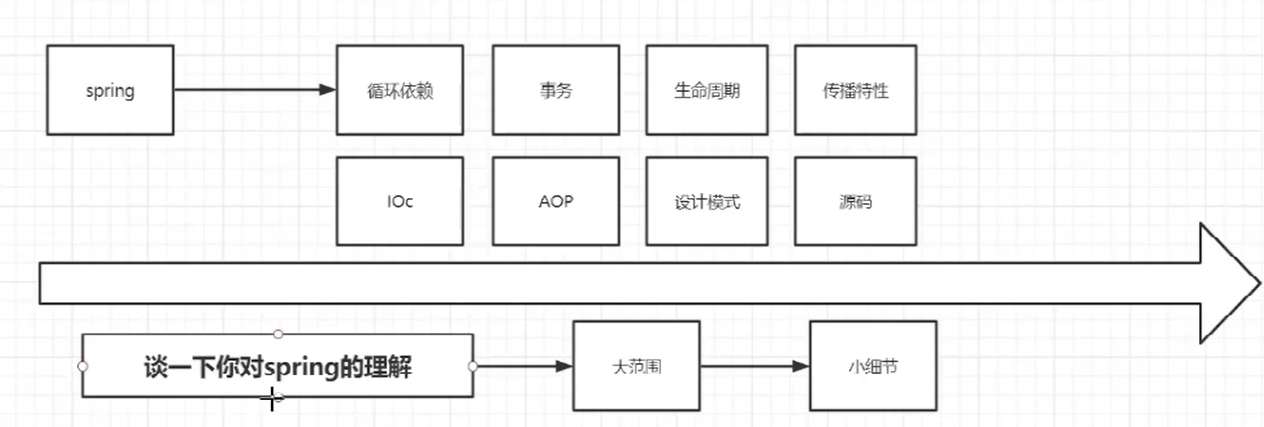 spring
循环依赖
事务
生命周期
传播特性
IOc
AOP
设计模式
源码
谈一下你对spring的理解
大范围
小细节